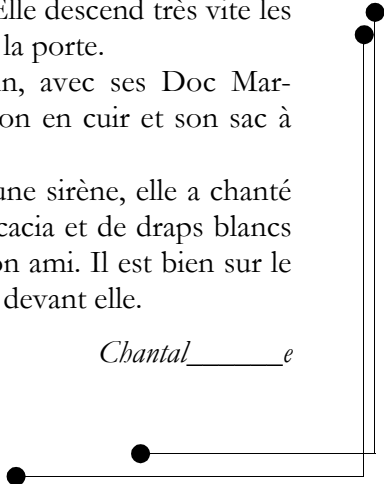 Elle descend très vite les
la porte.
n, avec ses Doc Mar-
on en cuir et son sac à
une sirène, elle a chanté
cacia et de draps blancs
on ami. Il est bien sur le
devant elle.
Chantal_______e